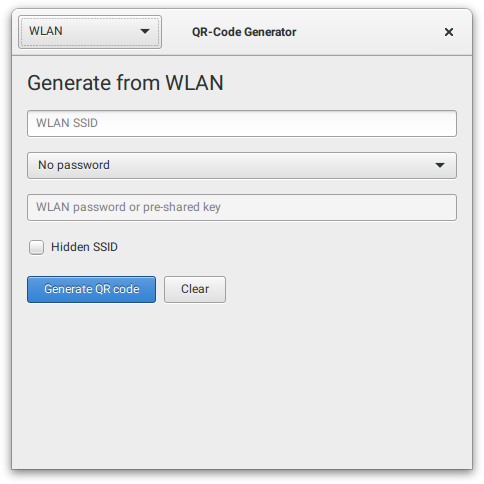 WLAN
QR-Code Generator
Generate from WLAN
WLAN SSID
No password
WLAN password or pre-shared key
Hidden SSID
Generate QR code
Clear